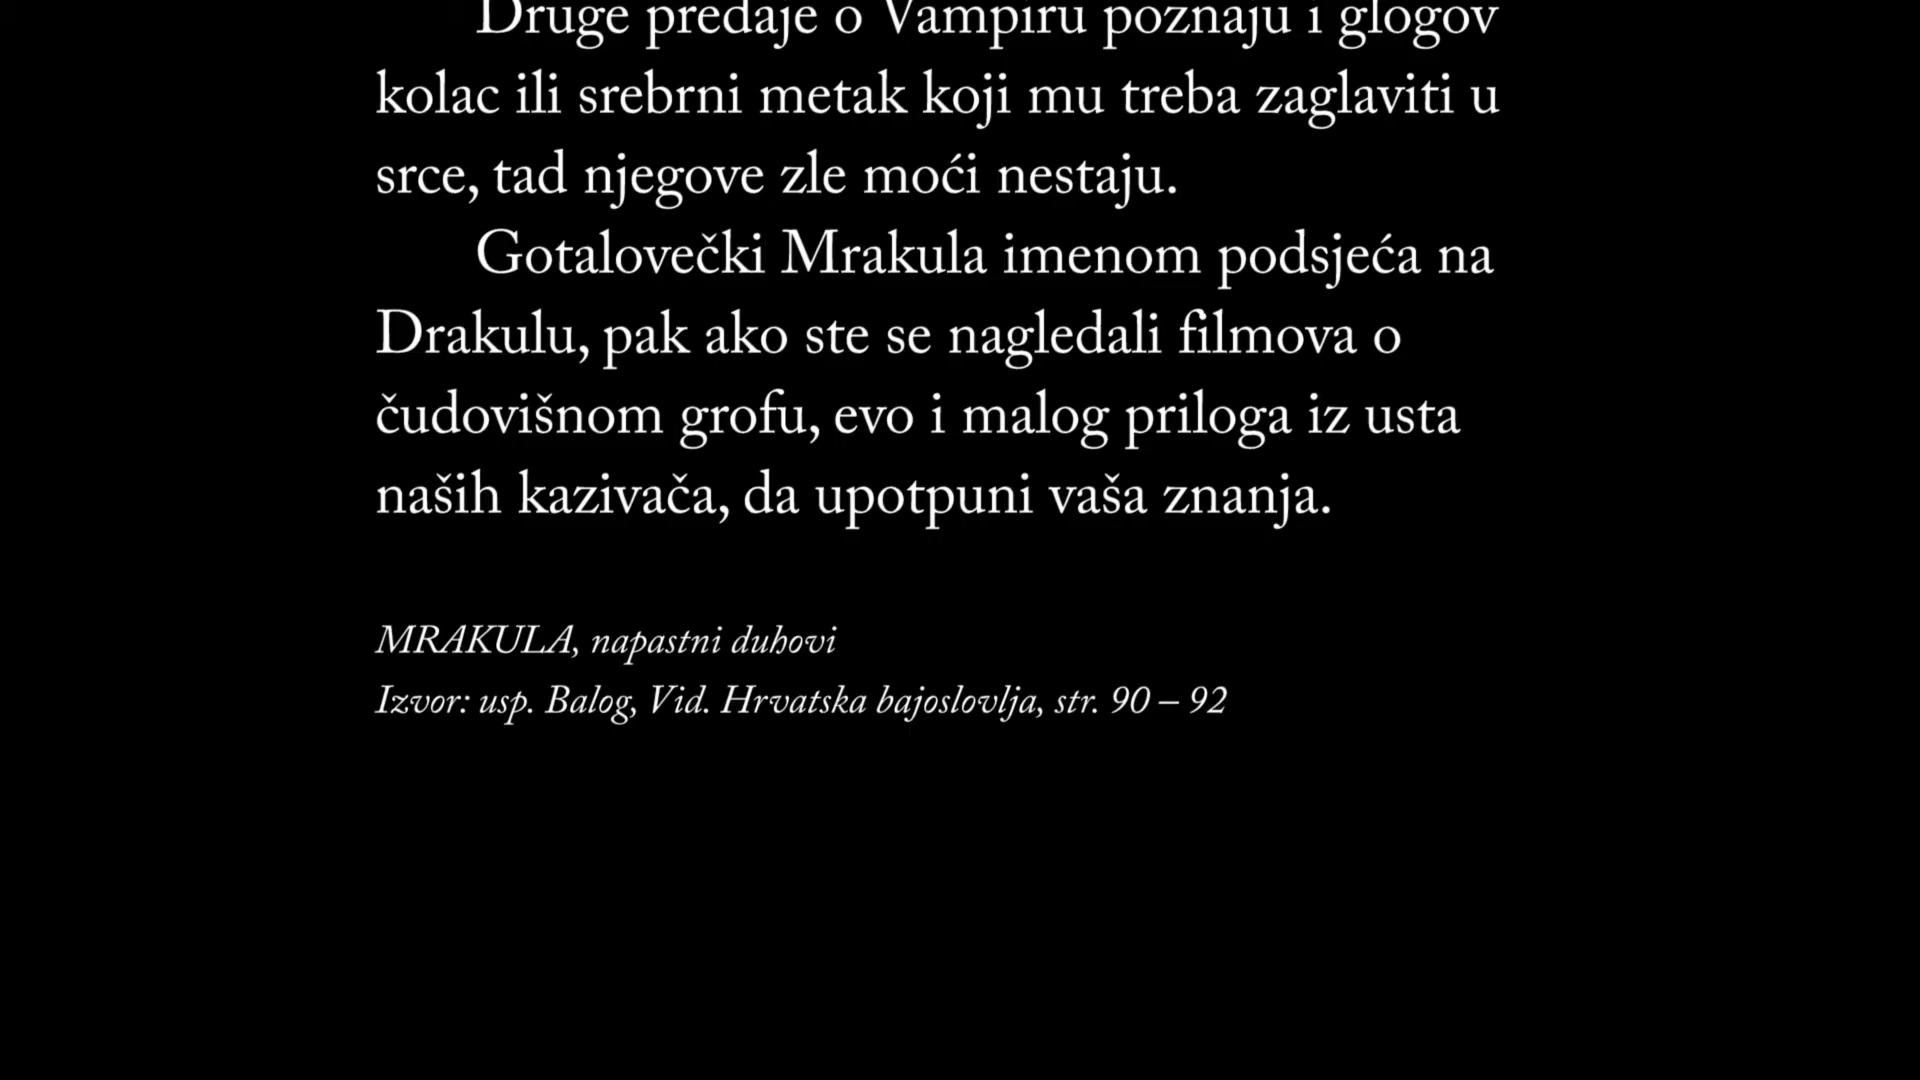 Druge predaje o Vampiru poznaju i glogov
kolac ili srebrni metak koji mu treba zaglaviti u
srce, tad njegove zle moći nestaju.
Gotalovečki Mrakula imenom podsjeća na
Drakulu, pak ako ste se nagledali filmova o
čudovišnom grofu, evo i malog priloga iz usta
naših kazivača, da upotpuni vaša znanja.
MRAKULA, napastni duhovi
Izvor: usp. Balog, Vid. Hrvatska bajoslovlja, str. 90 – 92